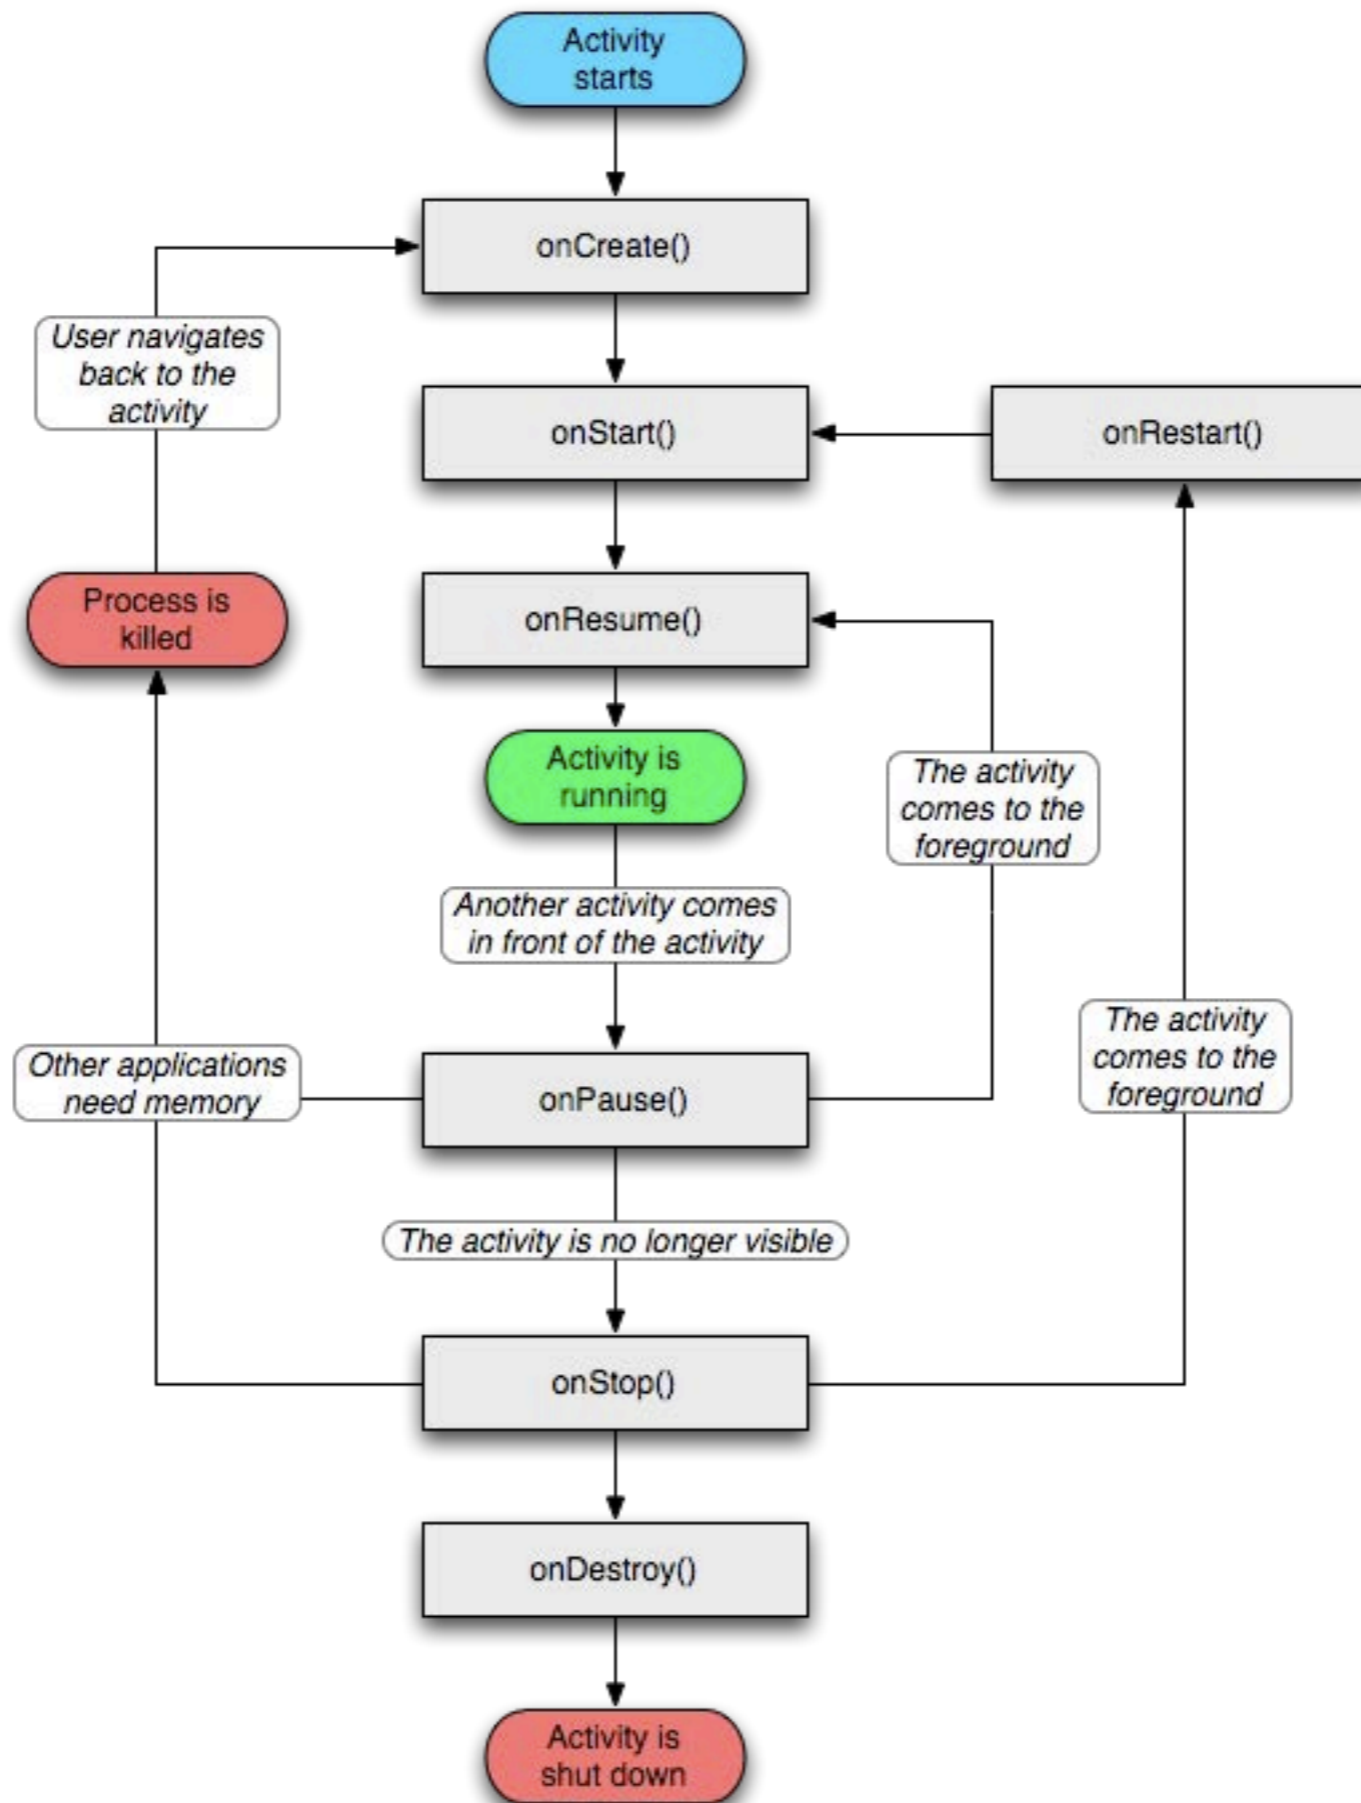 Activity
starts
onCreate()
User navigates
back to the
activity
onStart()
onRestart()
Process is
killed
onResume()
Activity is
running
The activity
comes to the
foreground
Another activity comes
in front of the activity
The activity
comes to the
foreground
Other applications
need memory
onPause()
The activity is no longer visible
onStop()
onDestroy()
Activity is
shut down